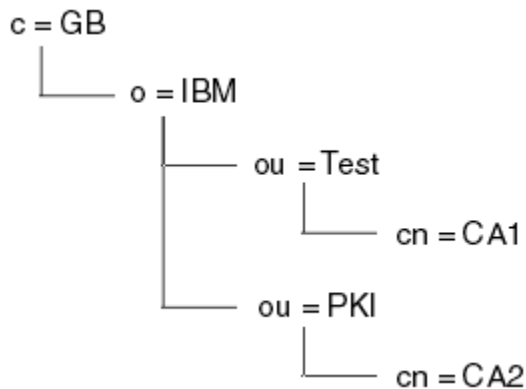 c = GB
o = IBM
ou = Test
cn = CA1
ou = PKI
cn = CA2